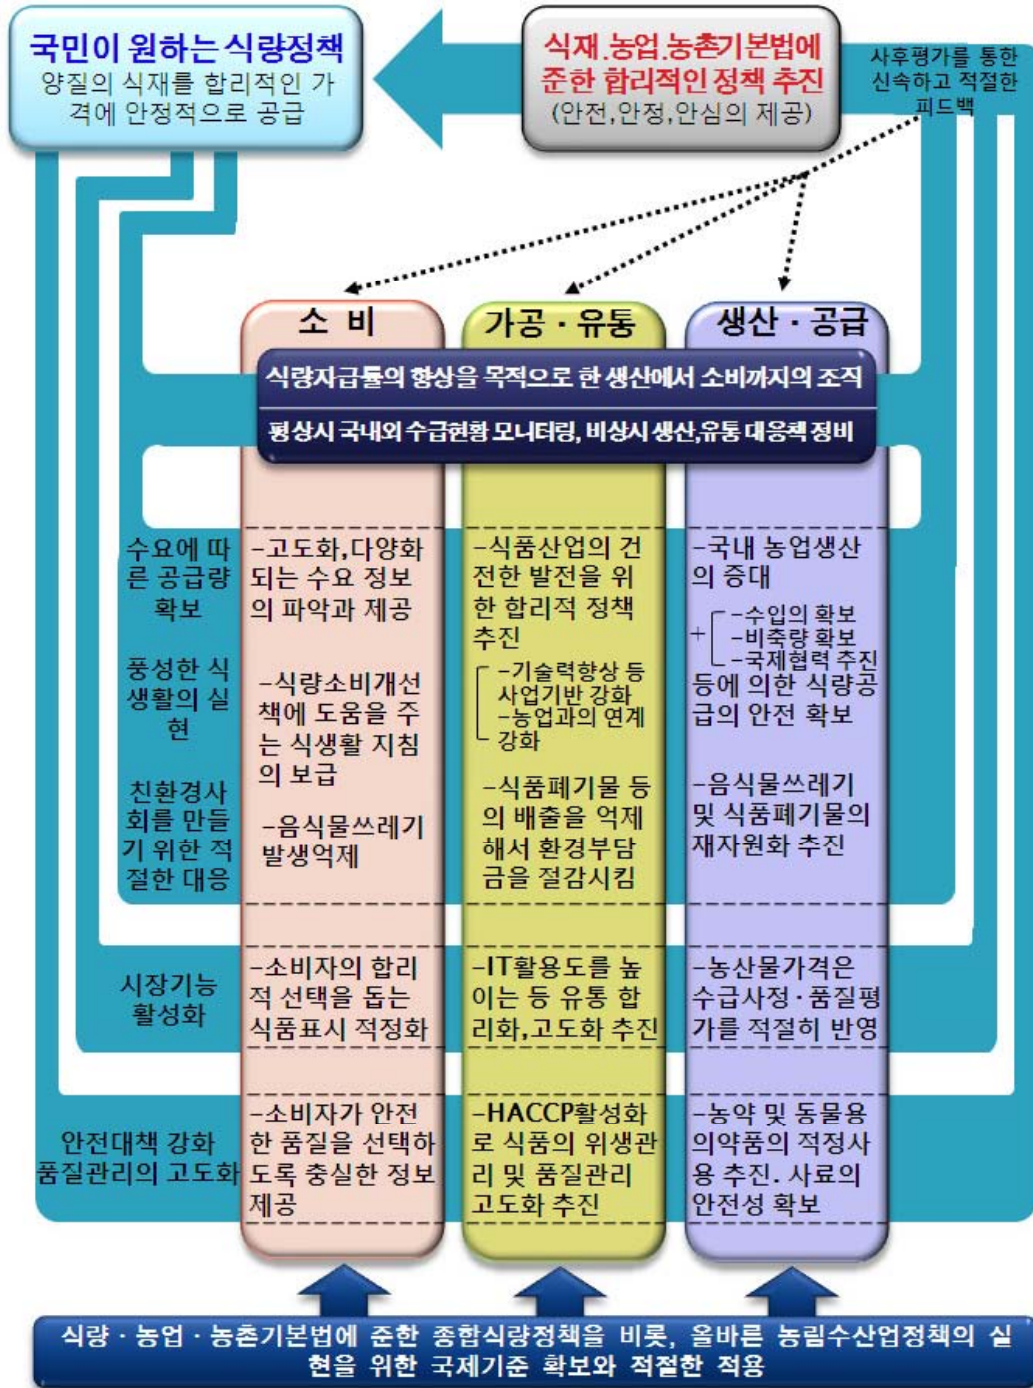 국민이 원하는 식량정책
양질의 식재를 합리적인 가
격에 안정적으로 공급
식재.농업.농촌기본법에
준한 합리적인 정책 추진
(안전,안정,안심의 제공)
사후평가를 통한
신속하고 적절한
피드백
소 비
가공 · 유통
생산 · 공급
식량자급률의 향상을 목적으로 한 생산에서 소비까지의 조직
평상시 국내외 수급현황 모니터링, 비상시 생산,유통 대응책 정비
수요에 따
른 공급량
확보
풍성한 식
생활의 실
현
친환경사
회를 만들
기 위한 적
절한 대응
-고도화,다양화
되는 수요 정보
의 파악과 제공
-식량소비개선
책에 도움을 주
는 식생활 지침
의 보급
-음식물쓰레기
발생억제
-식품산업의 건
전한 발전을 위
한 합리적 정책
추진
-기술력향상 등
사업기반 강화
-농업과의 연계
강화
-식품폐기물 등
의 배출을 억제
해서 환경부담
금을 절감시킴
-국내 농업생산
의 증대
+
-수입의 확보
-비축량 확보
-국제협력 추진
등에 의한 식량공
급의 안전 확보
-음식물쓰레기
및 식품폐기물의
재자원화 추진
시장기능
활성화
-소비자의 합리
적 선택을 돕는
식품표시 적정화
-IT활용도를 높
이는 등 유통 합
리화,고도화 추진
-농산물가격은
수급사정·품질평
가를 적절히 반영
안전대책 강화
품질관리의 고도화
-소비자가 안전
한 품질을 선택하
도록 충실한 정보
제공
-HACCP활성화
로 식품의 위생관
리 및 품질관리
고도화 추진
-농약 및 동물용
의약품의 적정사
용 추진. 사료의
안전성 확보
식량 · 농업 · 농촌기본법에 준한 종합식량정책을 비롯, 올바른 농림수산업정책의 실
현을 위한 국제기준 확보와 적절한 적용